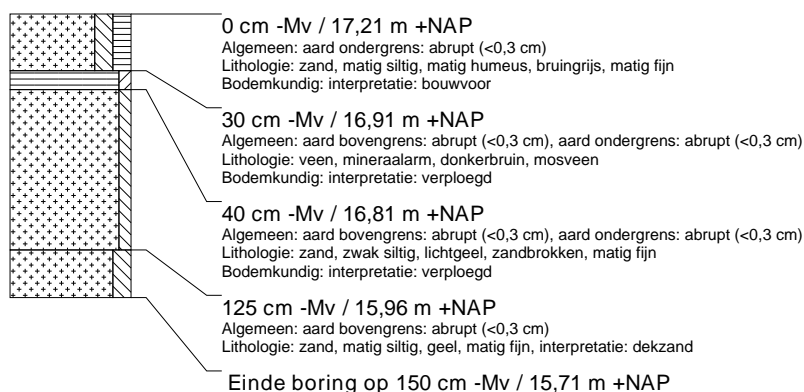 0 cm -Mv / 17,21 m +NAP
Algemeen: aard ondergrens: abrupt (<0,3 cm)
Lithologie: zand, matig siltig, matig humeus, bruingrijs, matig fijn
Bodemkundig: interpretatie: bouwvoor
30 cm -Mv / 16,91 m +NAP
Algemeen: aard bovengrens: abrupt (<0,3 cm), aard ondergrens: abrupt (<0,3 cm)
Lithologie: veen, mineraalarm, donkerbruin, mosveen
Bodemkundig: interpretatie: verploegd
40 cm -Mv / 16,81 m +NAP
Algemeen: aard bovengrens: abrupt (<0,3 cm), aard ondergrens: abrupt (<0,3 cm)
Lithologie: zand, zwak siltig, lichtgeel, zandbrokken, matig fijn
Bodemkundig: interpretatie: verploegd
125 cm -Mv / 15,96 m +NAP
Algemeen: aard bovengrens: abrupt (<0,3 cm)
Lithologie: zand, matig siltig, geel, matig fijn, interpretatie: dekzand
Einde boring op 150 cm -Mv / 15,71 m +NAP